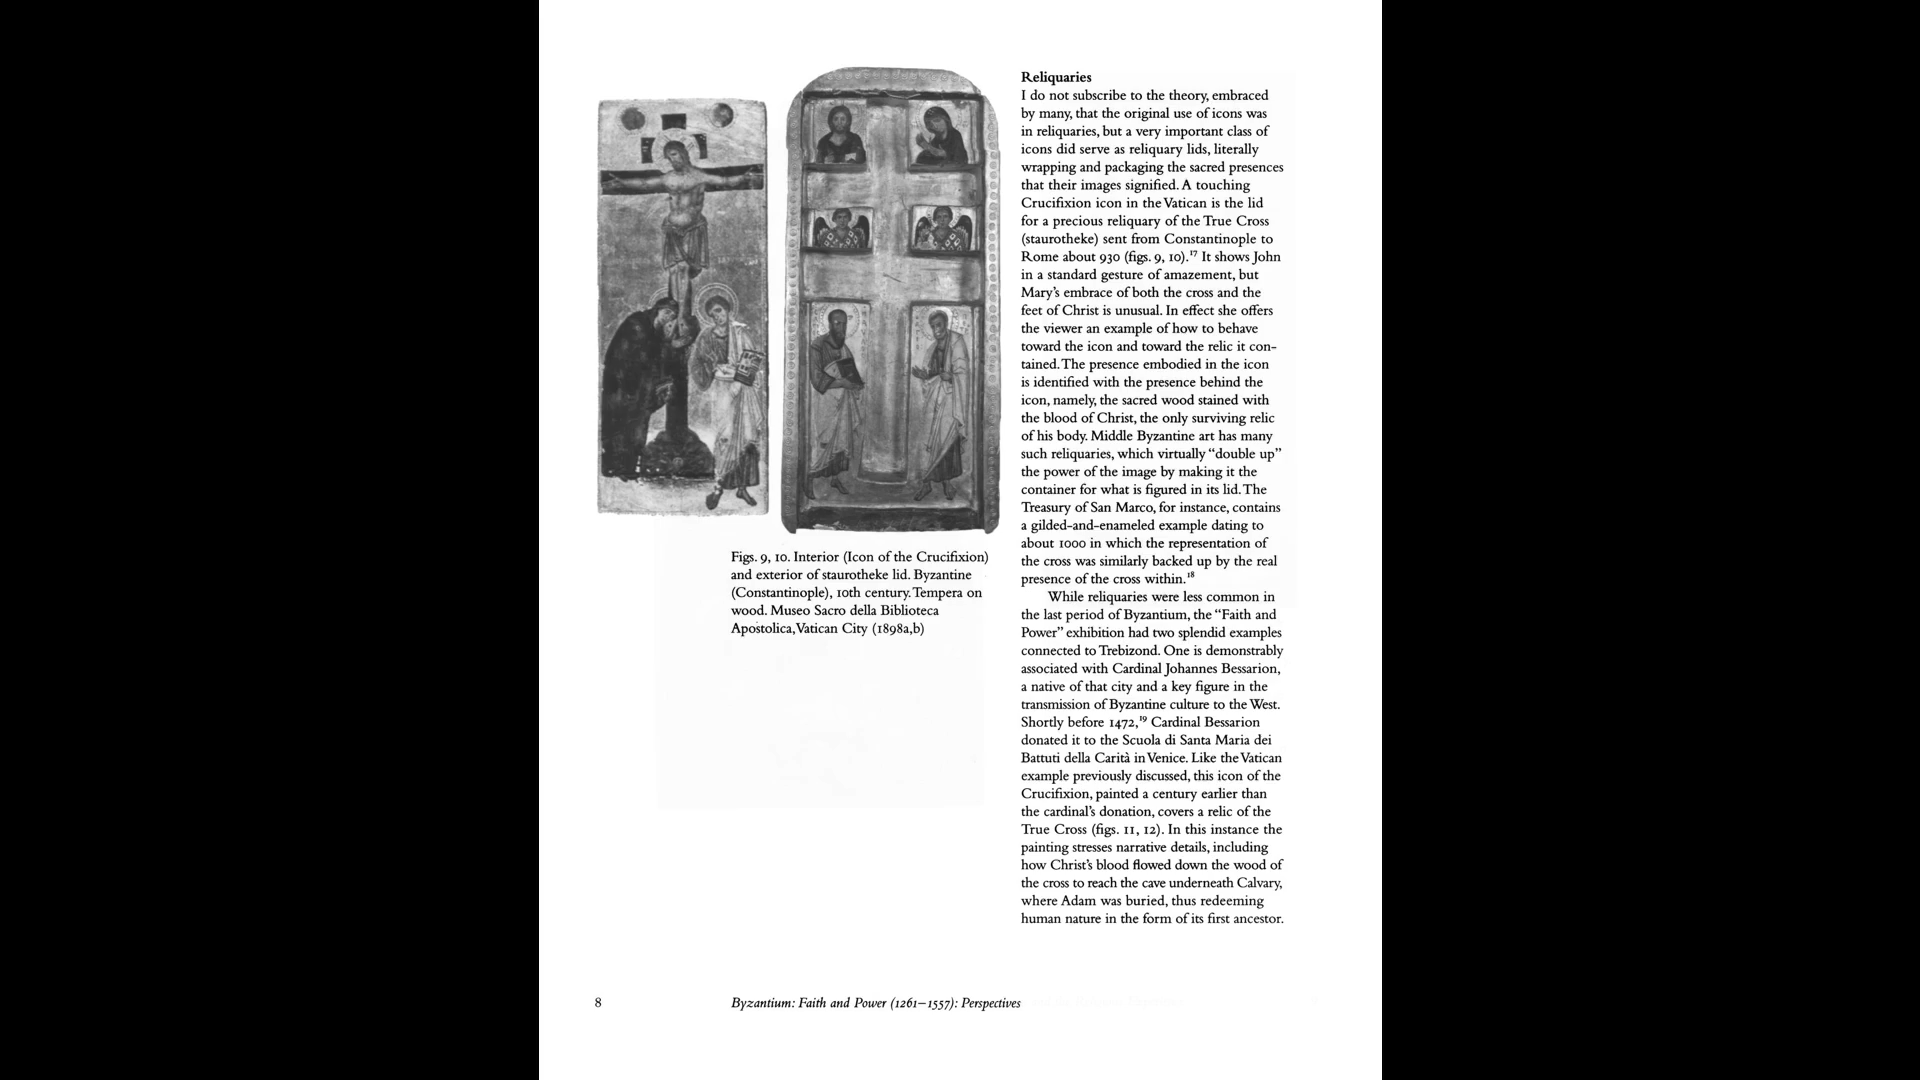 Figs. 9, 10. Interior (Icon of the Crucifixion)
and exterior of staurotheke lid. Byzantine
(Constantinople), 10th century. Tempera on
wood. Museo Sacro della Biblioteca
Apostolica, Vatican City (1898a,b)
Reliquaries
I do not subscribe to the theory, embraced
by many, that the original use of icons was
in reliquaries, but a very important class of
icons did serve as reliquary lids, literally
wrapping and packaging the sacred presences
that their images signified. A touching
Crucifixion icon in the Vatican is the lid
for a precious reliquary of the True Cross
(staurotheke) sent from Constantinople to
Rome about 930 (figs. 9, 10).17 It shows John
in a standard gesture of amazement, but
Mary's embrace of both the cross and the
feet of Christ is unusual. In effect she offers
the viewer an example of how to behave
toward the icon and toward the relic it con-
tained. The presence embodied in the icon
is identified with the presence behind the
icon, namely, the sacred wood stained with
the blood of Christ, the only surviving relic
of his body. Middle Byzantine art has many
such reliquaries, which virtually “double up”
the power of the image by making it the
container for what is figured in its lid. The
Treasury of San Marco, for instance, contains
a gilded-and-enameled example dating to
about 1000 in which the representation of
the cross was similarly backed up by the real
presence of the cross within.18
While reliquaries were less common in
the last period of Byzantium, the “Faith and
Power” exhibition had two splendid examples
connected to Trebizond. One is demonstrably
associated with Cardinal Johannes Bessarion,
a native of that city and a key figure in the
transmission of Byzantine culture to the West.
Shortly before 1472,19 Cardinal Bessarion
donated it to the Scuola di Santa Maria dei
Battuti della Carità in Venice. Like the Vatican
example previously discussed, this icon of the
Crucifixion, painted a century earlier than
the cardinal's donation, covers a relic of the
True Cross (figs. 11, 12). In this instance the
painting stresses narrative details, including
how Christ's blood flowed down the wood of
the cross to reach the cave underneath Calvary,
where Adam was buried, thus redeeming
human nature in the form of its first ancestor.
8
Byzantium: Faith and Power (1261–1557): Perspectives